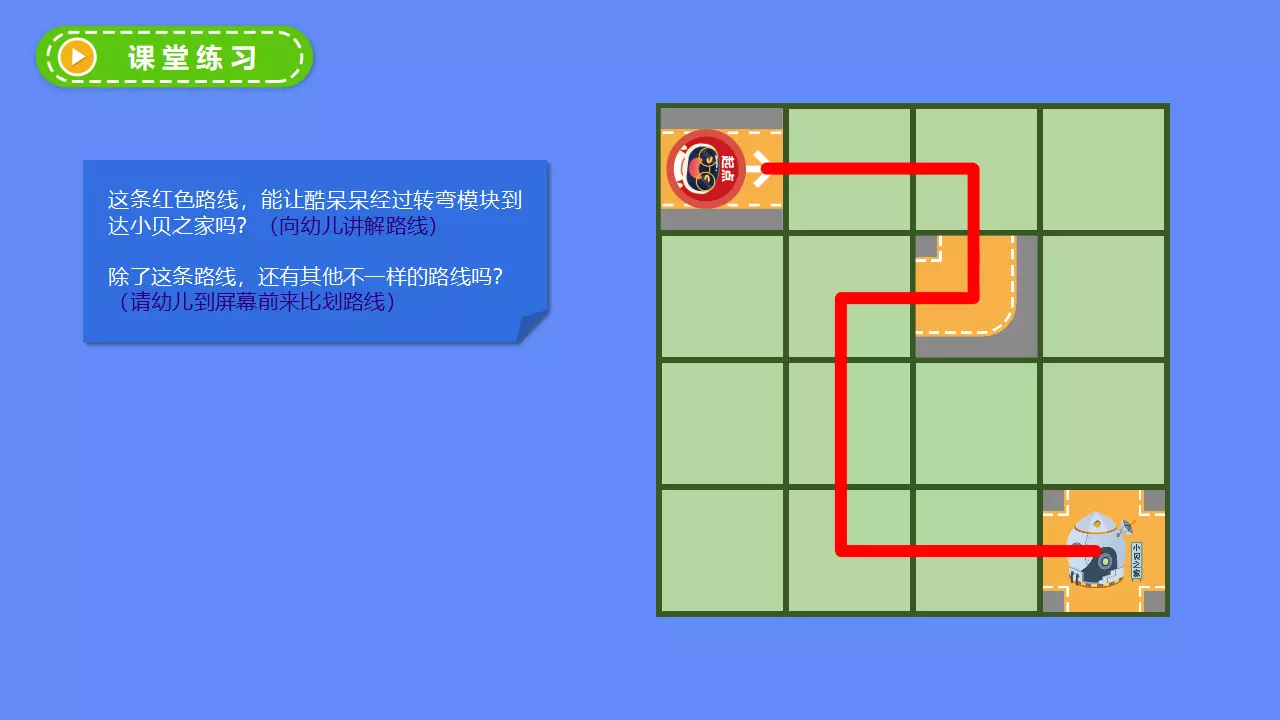 课堂练习
这条红色路线，能让酷呆呆经过转弯模块到
达小贝之家吗？（向幼儿讲解路线）
除了这条路线，还有其他不一样的路线吗？
（请幼儿到屏幕前来比划路线）
起点
小贝之家